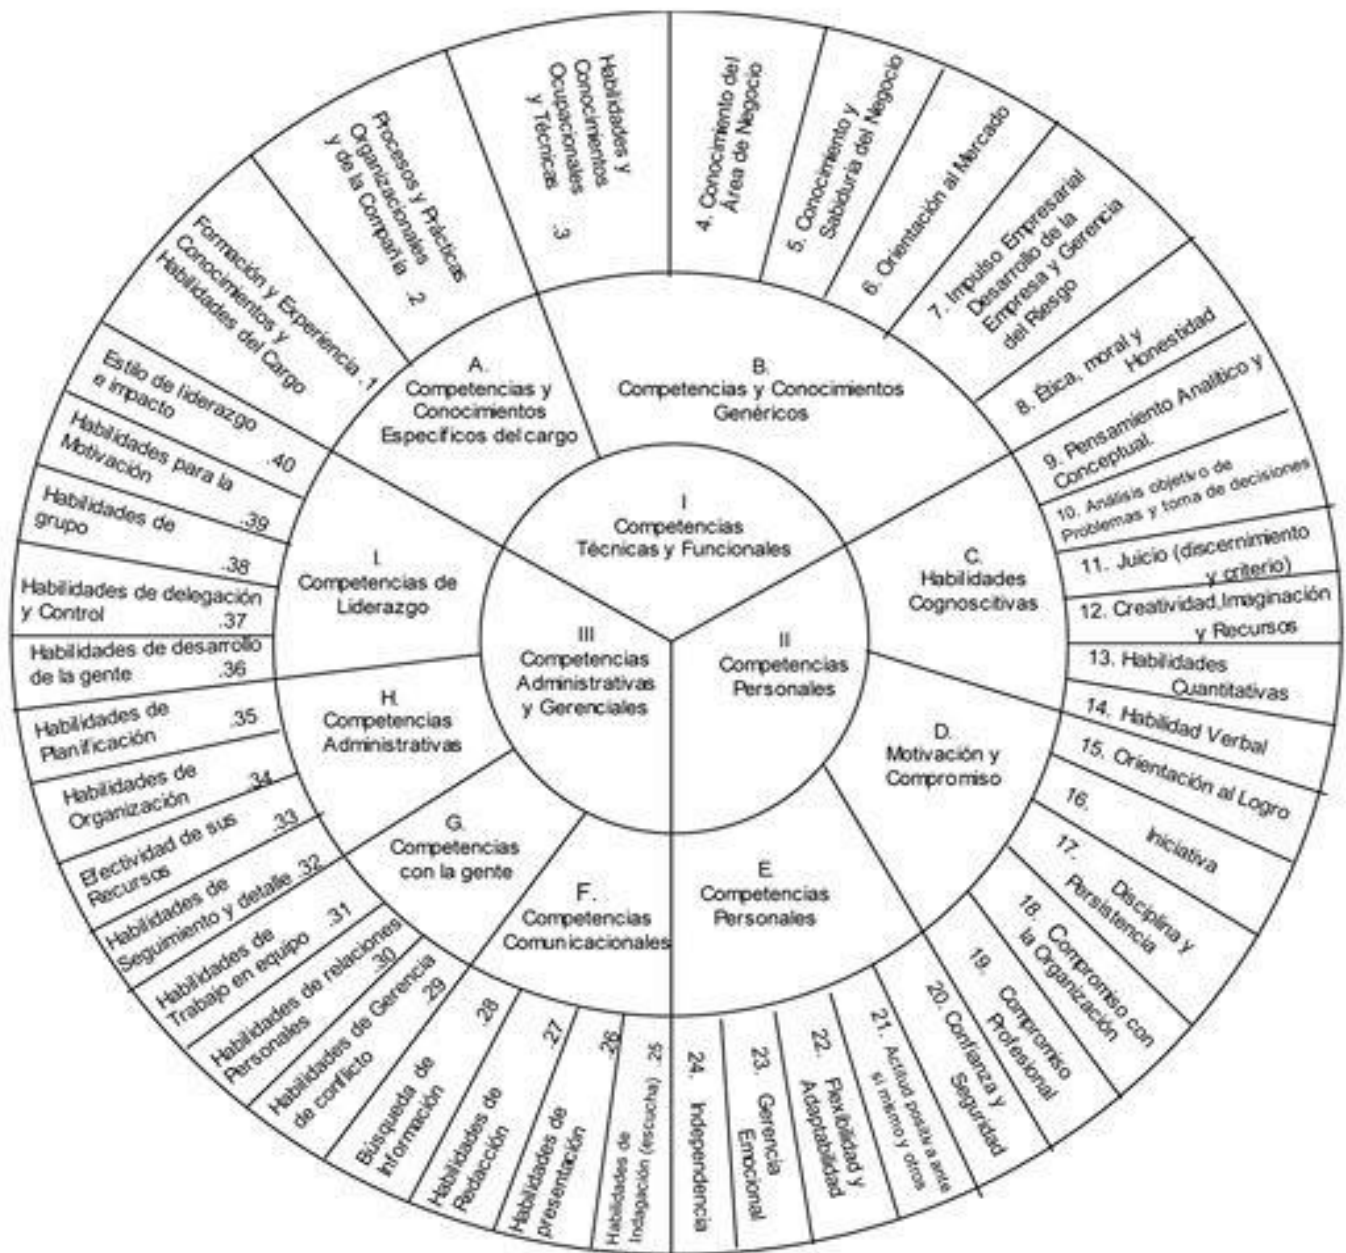 I
Competencias
Técnicas y Funcionales
II
Competencias
Personales
III
Competencias
Administrativas
y Gerenciales
A.
Competencias y
Conocimientos
Específicos del cargo
B.
Competencias y Conocimientos
Genéricos
C.
Habilidades
Cognoscitivas
D.
Motivación y
Compromiso
E.
Competencias
Personales
F.
Competencias
Comunicacionales
G.
Competencias
con la gente
H.
Competencias
Administrativas
I.
Competencias de
Liderazgo
Formación y Experiencia .1
Conocimientos y
Habilidades del Cargo
Procesos y Prácticas
Organizacionales
y de la Compañía .2
Habilidades y
Conocimientos
Ocupacionales
y Técnicas .3
4. Conocimiento del
Área de Negocio
5. Conocimiento y
Sabiduría del Negocio
6. Orientación al Mercado
7. Impulso Empresarial
Desarrollo de la
Empresa y Gerencia
del Riesgo
8. Ética, moral y
Honestidad
9. Pensamiento Analítico y
Conceptual.
10. Análisis objetivo de
Problemas y toma de decisiones
11. Juicio (discernimiento
y criterio)
12. Creatividad,Imaginación
y Recursos
13. Habilidades
Cuantitativas
14. Habilidad Verbal
15. Orientación al Logro
16. Iniciativa
17. Disciplina y
Persistencia
18. Compromiso con
la Organización
19. Compromiso
Profesional
20. Confianza y
Seguridad
21. Actitud positiva ante
sí mismo y otros
22. Flexibilidad y
Adaptabilidad
23. Gerencia
Emocional
24. Independencia
Habilidades de
Indagación (escucha) .25
Habilidades de
presentación .26
Habilidades de
Redacción .27
Búsqueda de
Información .28
Habilidades de Gerencia
de conflicto 29
Habilidades de relaciones
Personales .30
Habilidades de
Trabajo en equipo .31
Habilidades de
Seguimiento y detalle .32
Efectividad de sus
Recursos .33
Habilidades de
Organización .34
Habilidades de
Planificación .35
Habilidades de desarrollo
de la gente .36
Habilidades de delegación
y Control .37
Habilidades de
grupo .38
Habilidades para la
Motivación .39
Estilo de liderazgo
e impacto .40